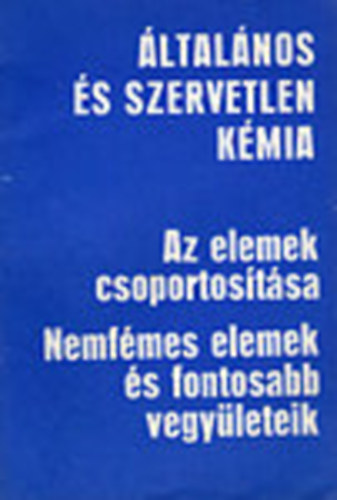 ÁLTALÁNOS
ÉS SZERVETLEN
KÉMIA
Az elemek
csoportosítása
Nemfémes elemek
és fontosabb
vegyületeik